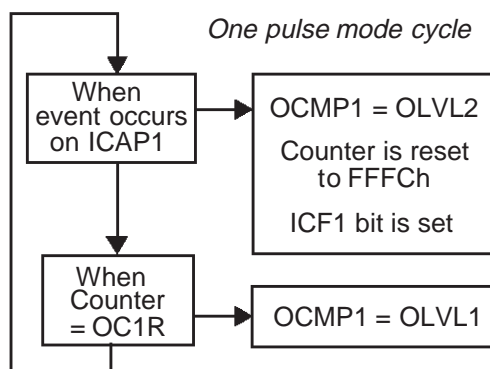 One pulse mode cycle
When
event occurs
on ICAP1
OCMP1 = OLVL2
Counter is reset
to FFFCh
ICF1 bit is set
When
Counter
= OC1R
OCMP1 = OLVL1